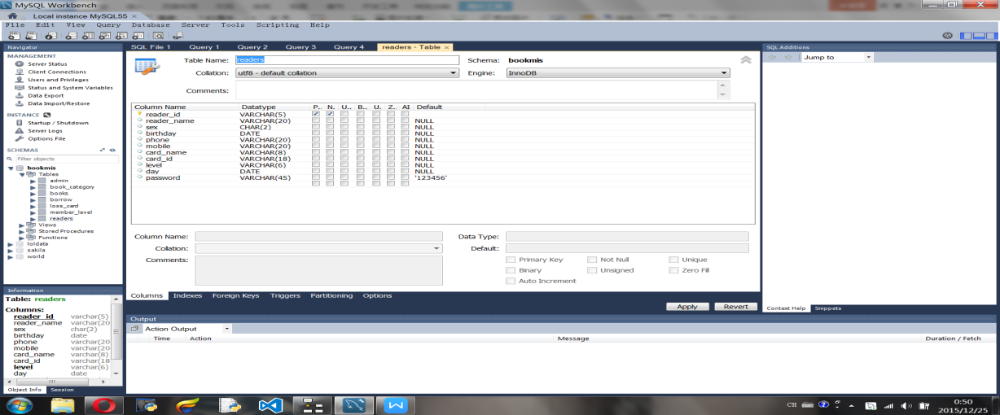 MySQL Workbench
Local instance MySQL55 ×
File Edit View Query Database Server Tools Scripting Help
Navigator
MANAGEMENT
Server Status
Client Connections
Users and Privileges
Status and System Variables
Data Export
Data Import/Restore
INSTANCE
Startup / Shutdown
Server Logs
Options File
SCHEMAS
Filter objects
bookmis
Tables
admin
book_category
books
borrow
loss_card
member_level
readers
Views
Stored Procedures
Functions
loldata
sakila
world
Information
Table: readers
Columns:
reader_id varchar(5)
reader_name varchar(20
sex char(2)
birthday date
phone varchar(20
mobile varchar(20
card_name varchar(8)
card_id varchar(18
level varchar(6)
day date
Object Info Session
SQL File 1 Query 1 Query 2 Query 3 Query 4 readers - Table ×
Table Name: readers Schema: bookmis
Collation: utf8 - default collation Engine: InnoDB
Comments:
Column Name Datatype P.. N. U.. B.. U. Z.. AI Default
reader_id VARCHAR(5)
reader_name VARCHAR(20) NULL
sex CHAR(2) NULL
birthday DATE NULL
phone VARCHAR(20) NULL
mobile VARCHAR(20) NULL
card_name VARCHAR(8) NULL
card_id VARCHAR(18) NULL
level VARCHAR(6) NULL
day DATE NULL
password VARCHAR(45) '123456'
Column Name: Data Type:
Collation: Default:
Comments: Primary Key Not Null Unique
Binary Unsigned Zero Fill
Auto Increment
Columns Indexes Foreign Keys Triggers Partitioning Options
Apply Revert
Output
Action Output
Time Action Message Duration / Fetch
SQL Additions
Jump to
Context Help Snippets
CH
0:50
2015/12/25